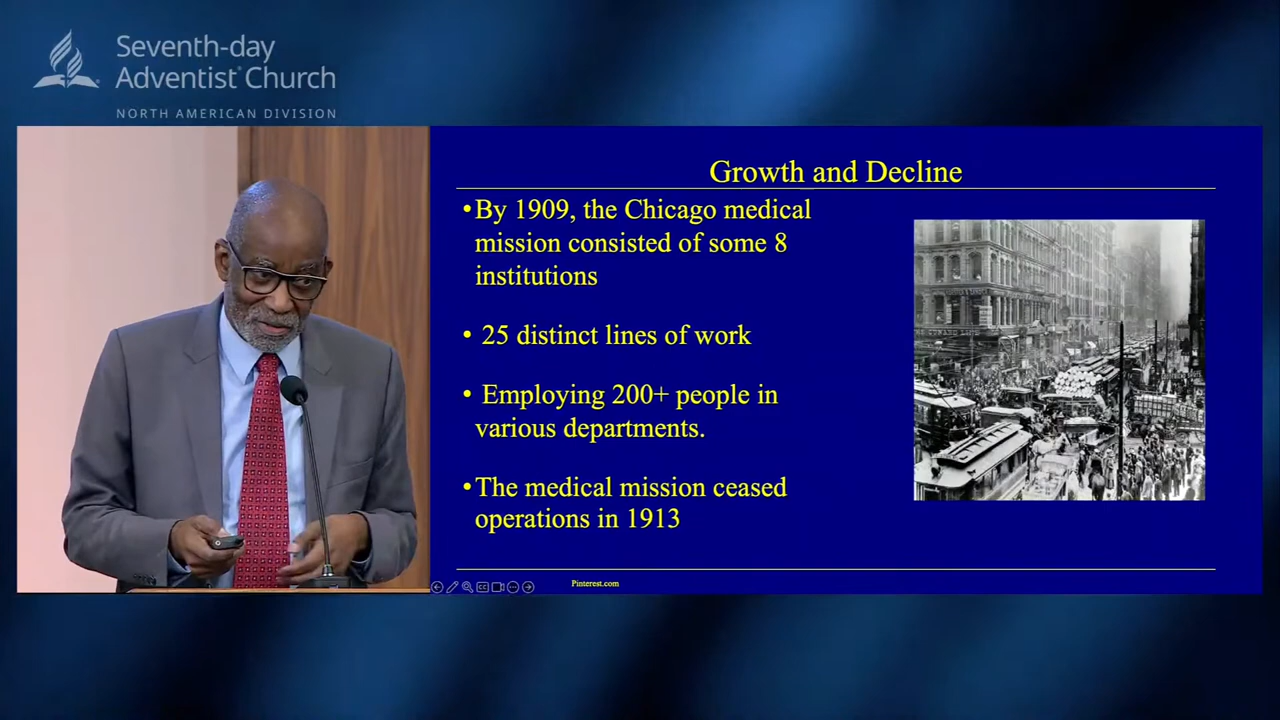 Seventh-day
Adventist® Church
NORTH AMERICAN DIVISION
Growth and Decline
•By 1909, the Chicago medical
mission consisted of some 8
institutions
• 25 distinct lines of work
• Employing 200+ people in
various departments.
•The medical mission ceased
operations in 1913
Pinterest.com